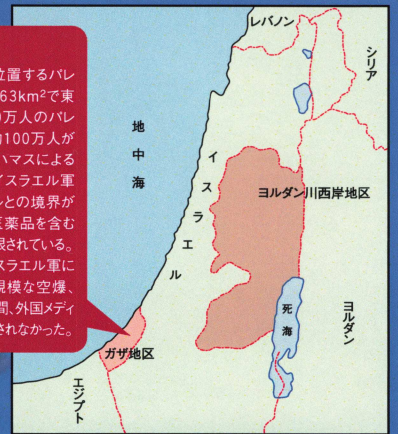 位置するパレ
63km²で東
万人のパレ
約100万人が
ハマスによる
イスラエル軍
ルとの境界が
医薬品を含む
限されている。
スラエル軍に
規模な空爆、
間、外国メディ
されなかった。
レバノン
シリア
地中海
イスラエル
ヨルダン川西岸地区
死海
ヨルダン
ガザ地区
エジプト